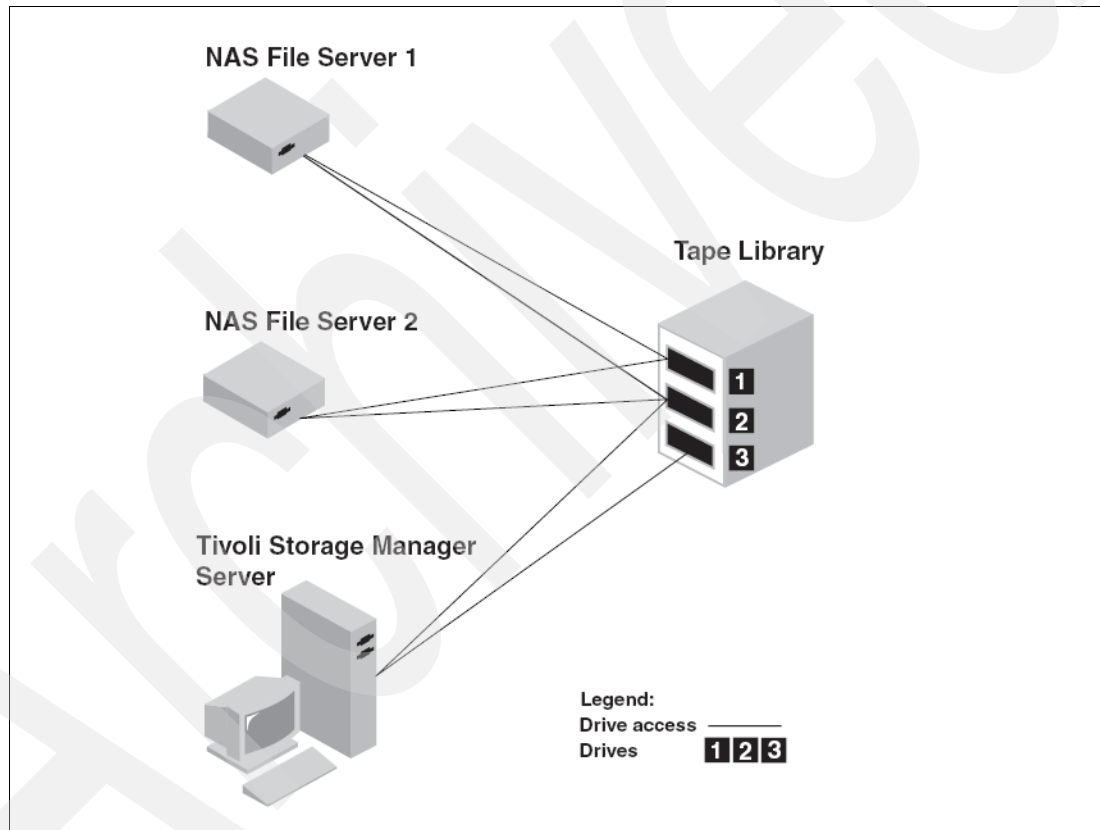 NAS File Server 1
Tape Library
NAS File Server 2
1
2
3
Tivoli Storage Manager
Server
Legend:
Drive access
Drives 1 2 3